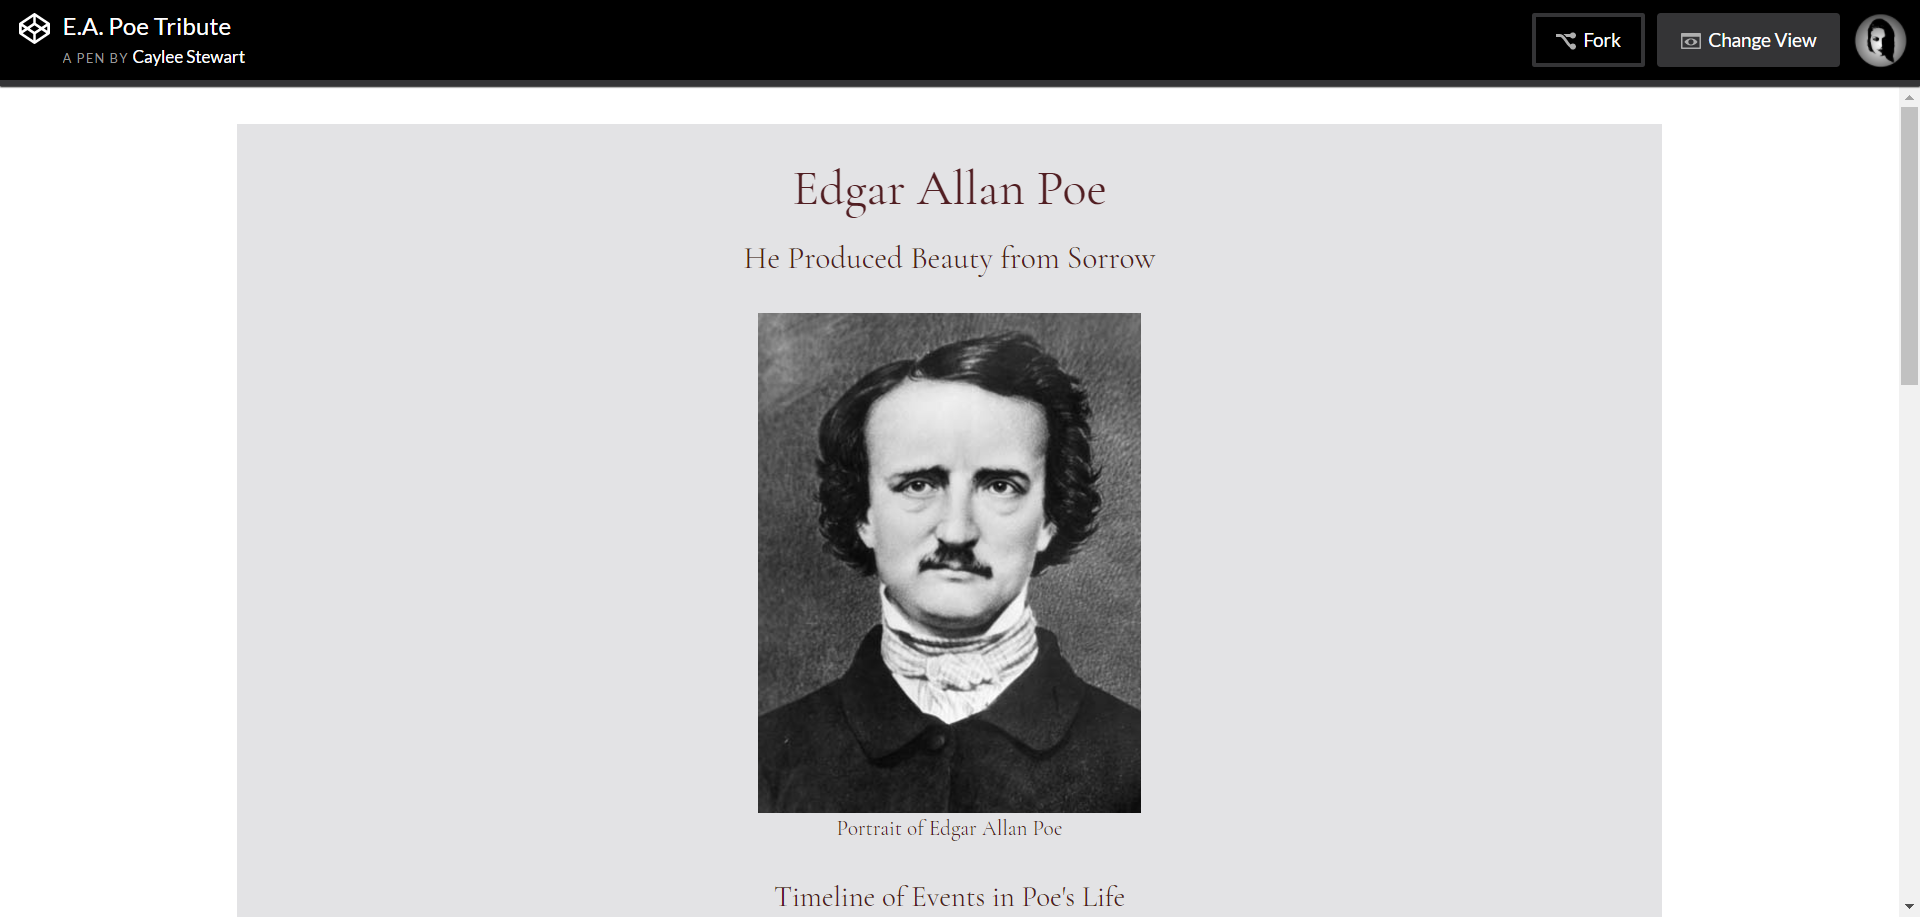 E.A. Poe Tribute
A PEN BY Caylee Stewart
Fork
Change View
Edgar Allan Poe
He Produced Beauty from Sorrow
Portrait of Edgar Allan Poe
Timeline of Events in Poe's Life